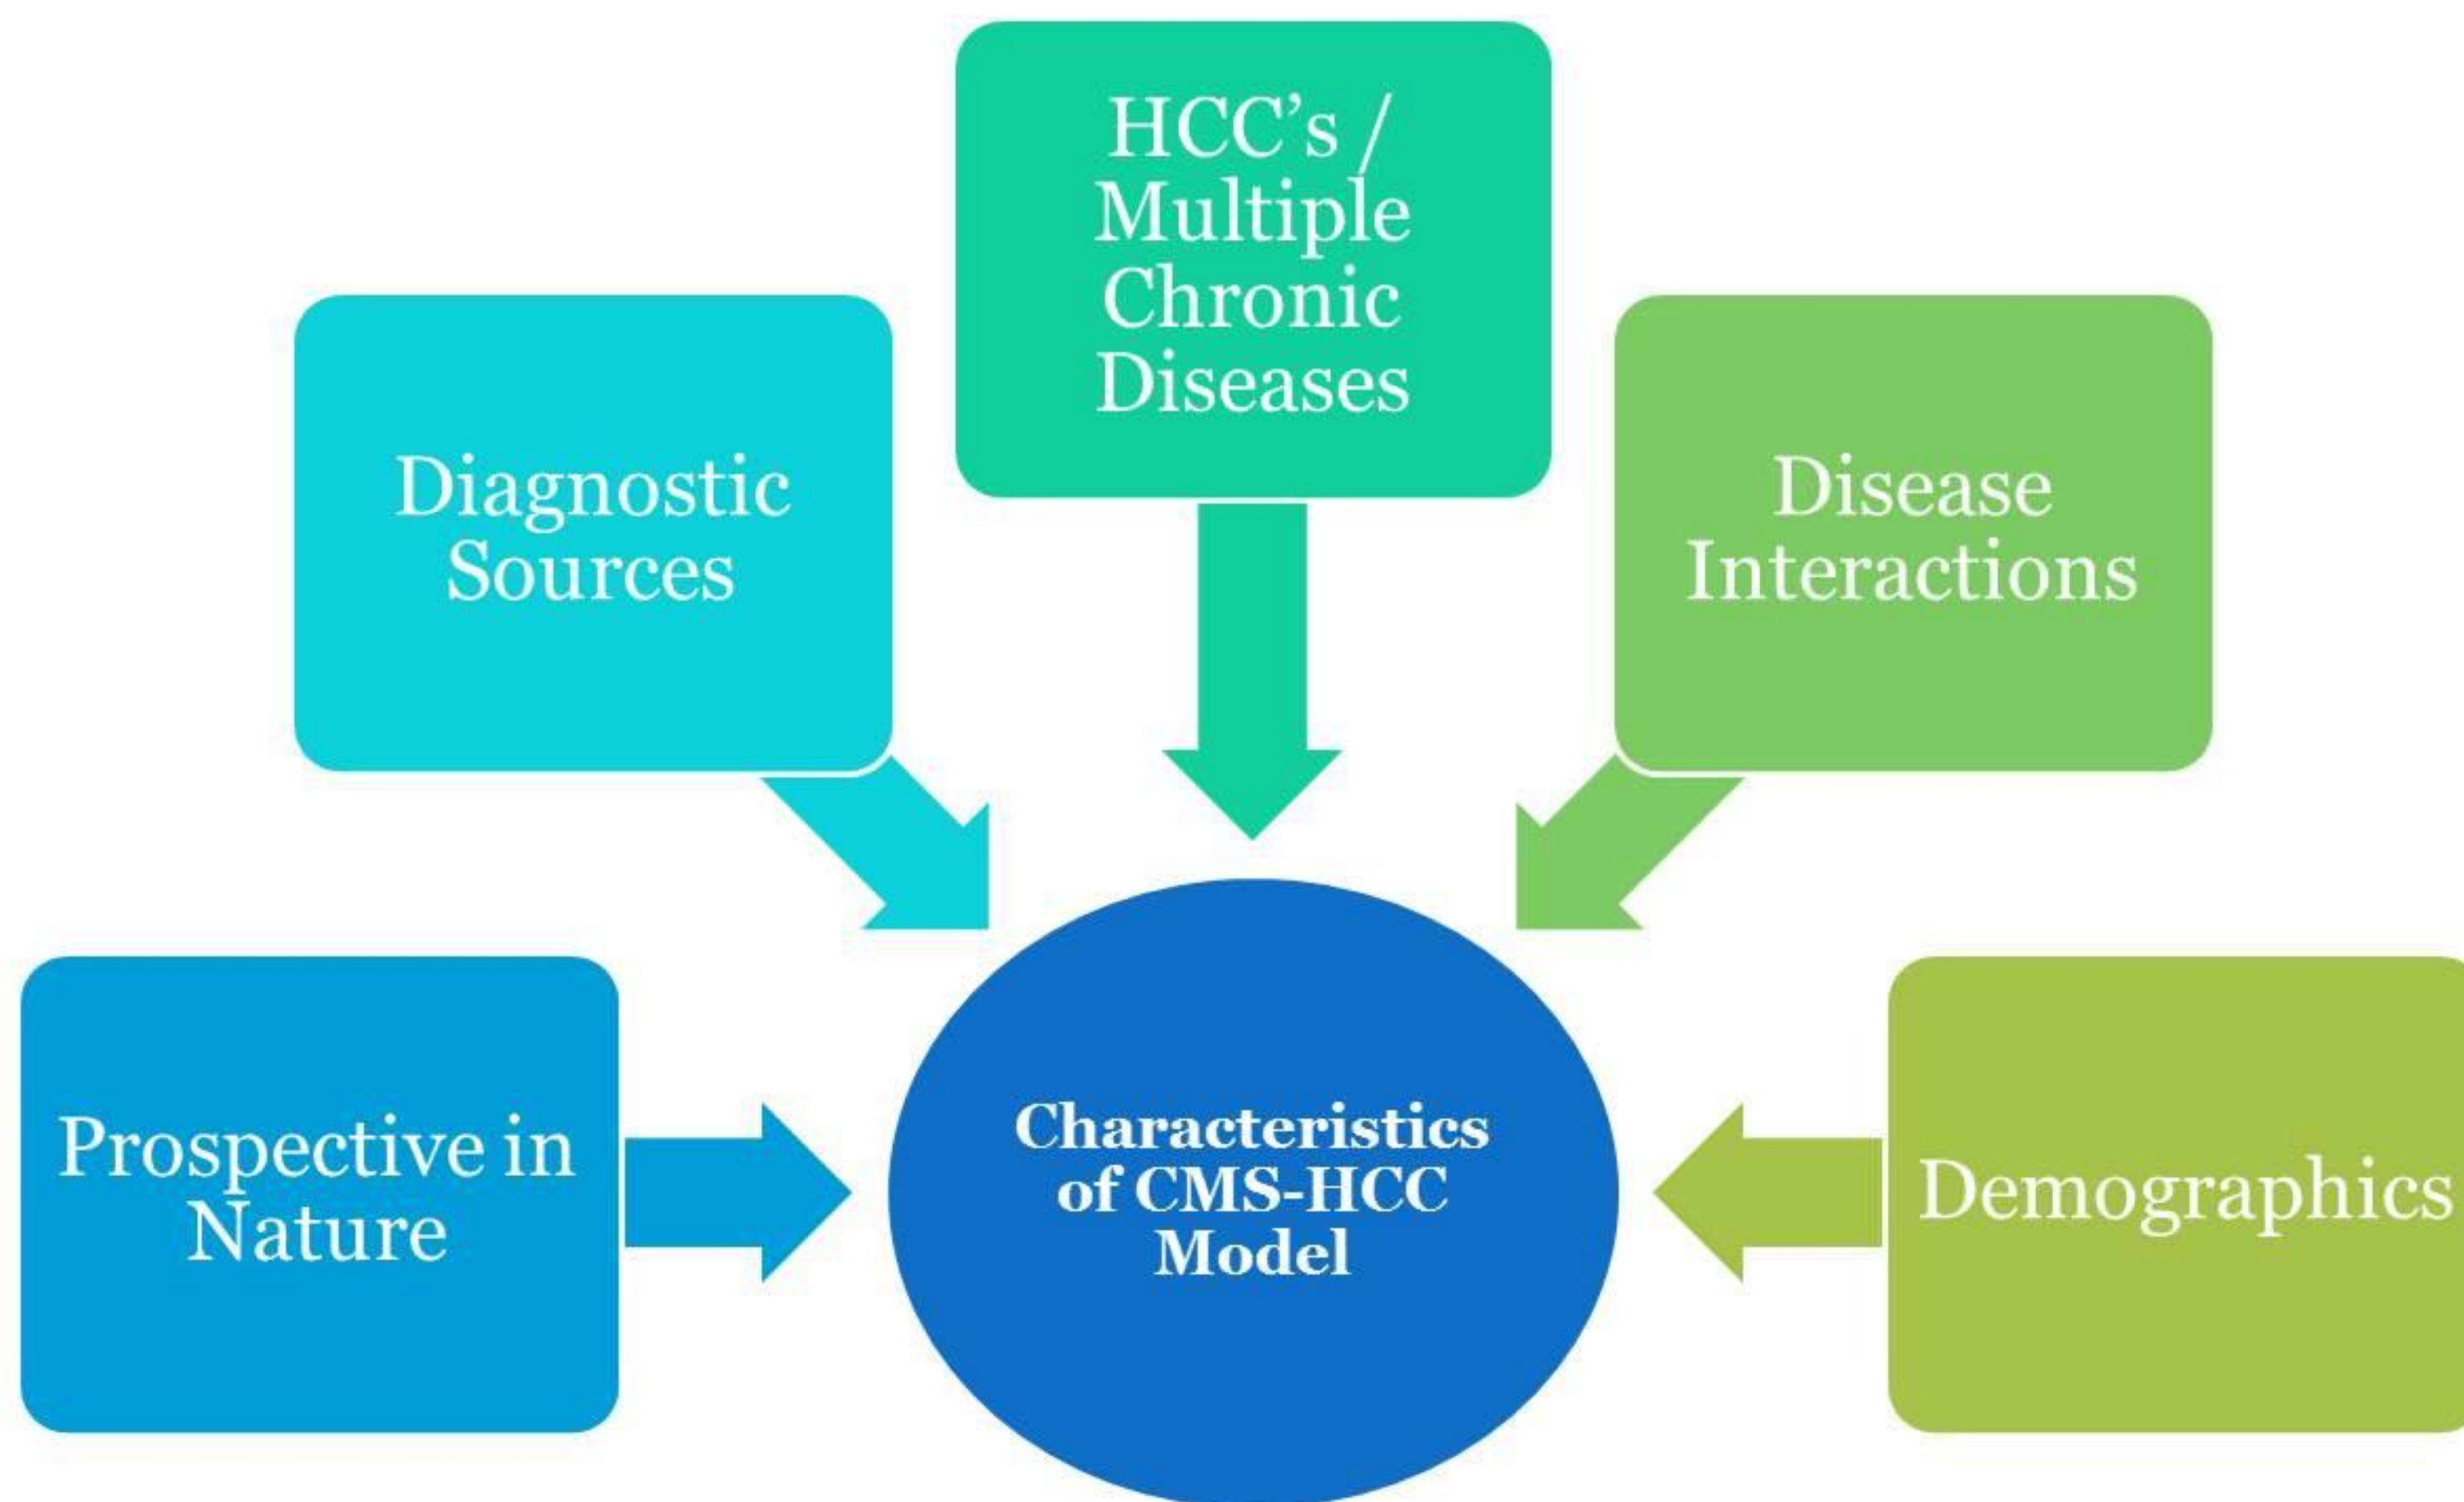 HCC’s /
Multiple
Chronic
Diseases
Diagnostic
Sources
Disease
Interactions
Prospective in
Nature
Characteristics
of CMS-HCC
Model
Demographics